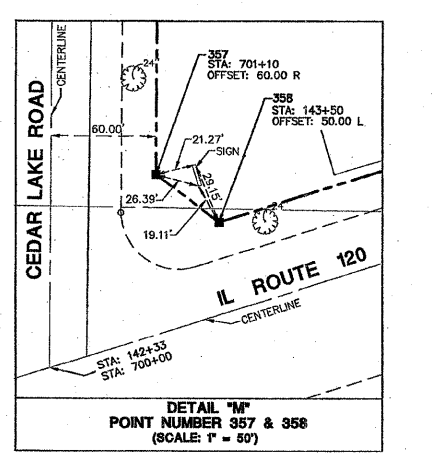 357
STA: 701+10
OFFSET: 60.00 R
358
STA: 143+50
OFFSET: 50.00 L
CENTERLINE
24"
CEDAR LAKE ROAD
60.00'
21.27'
SIGN
29.15'
26.39'
19.11'
IL ROUTE 120
CENTERLINE
STA: 142+33
STA: 700+00
DETAIL "M"
POINT NUMBER 357 & 358
(SCALE: 1" = 50')